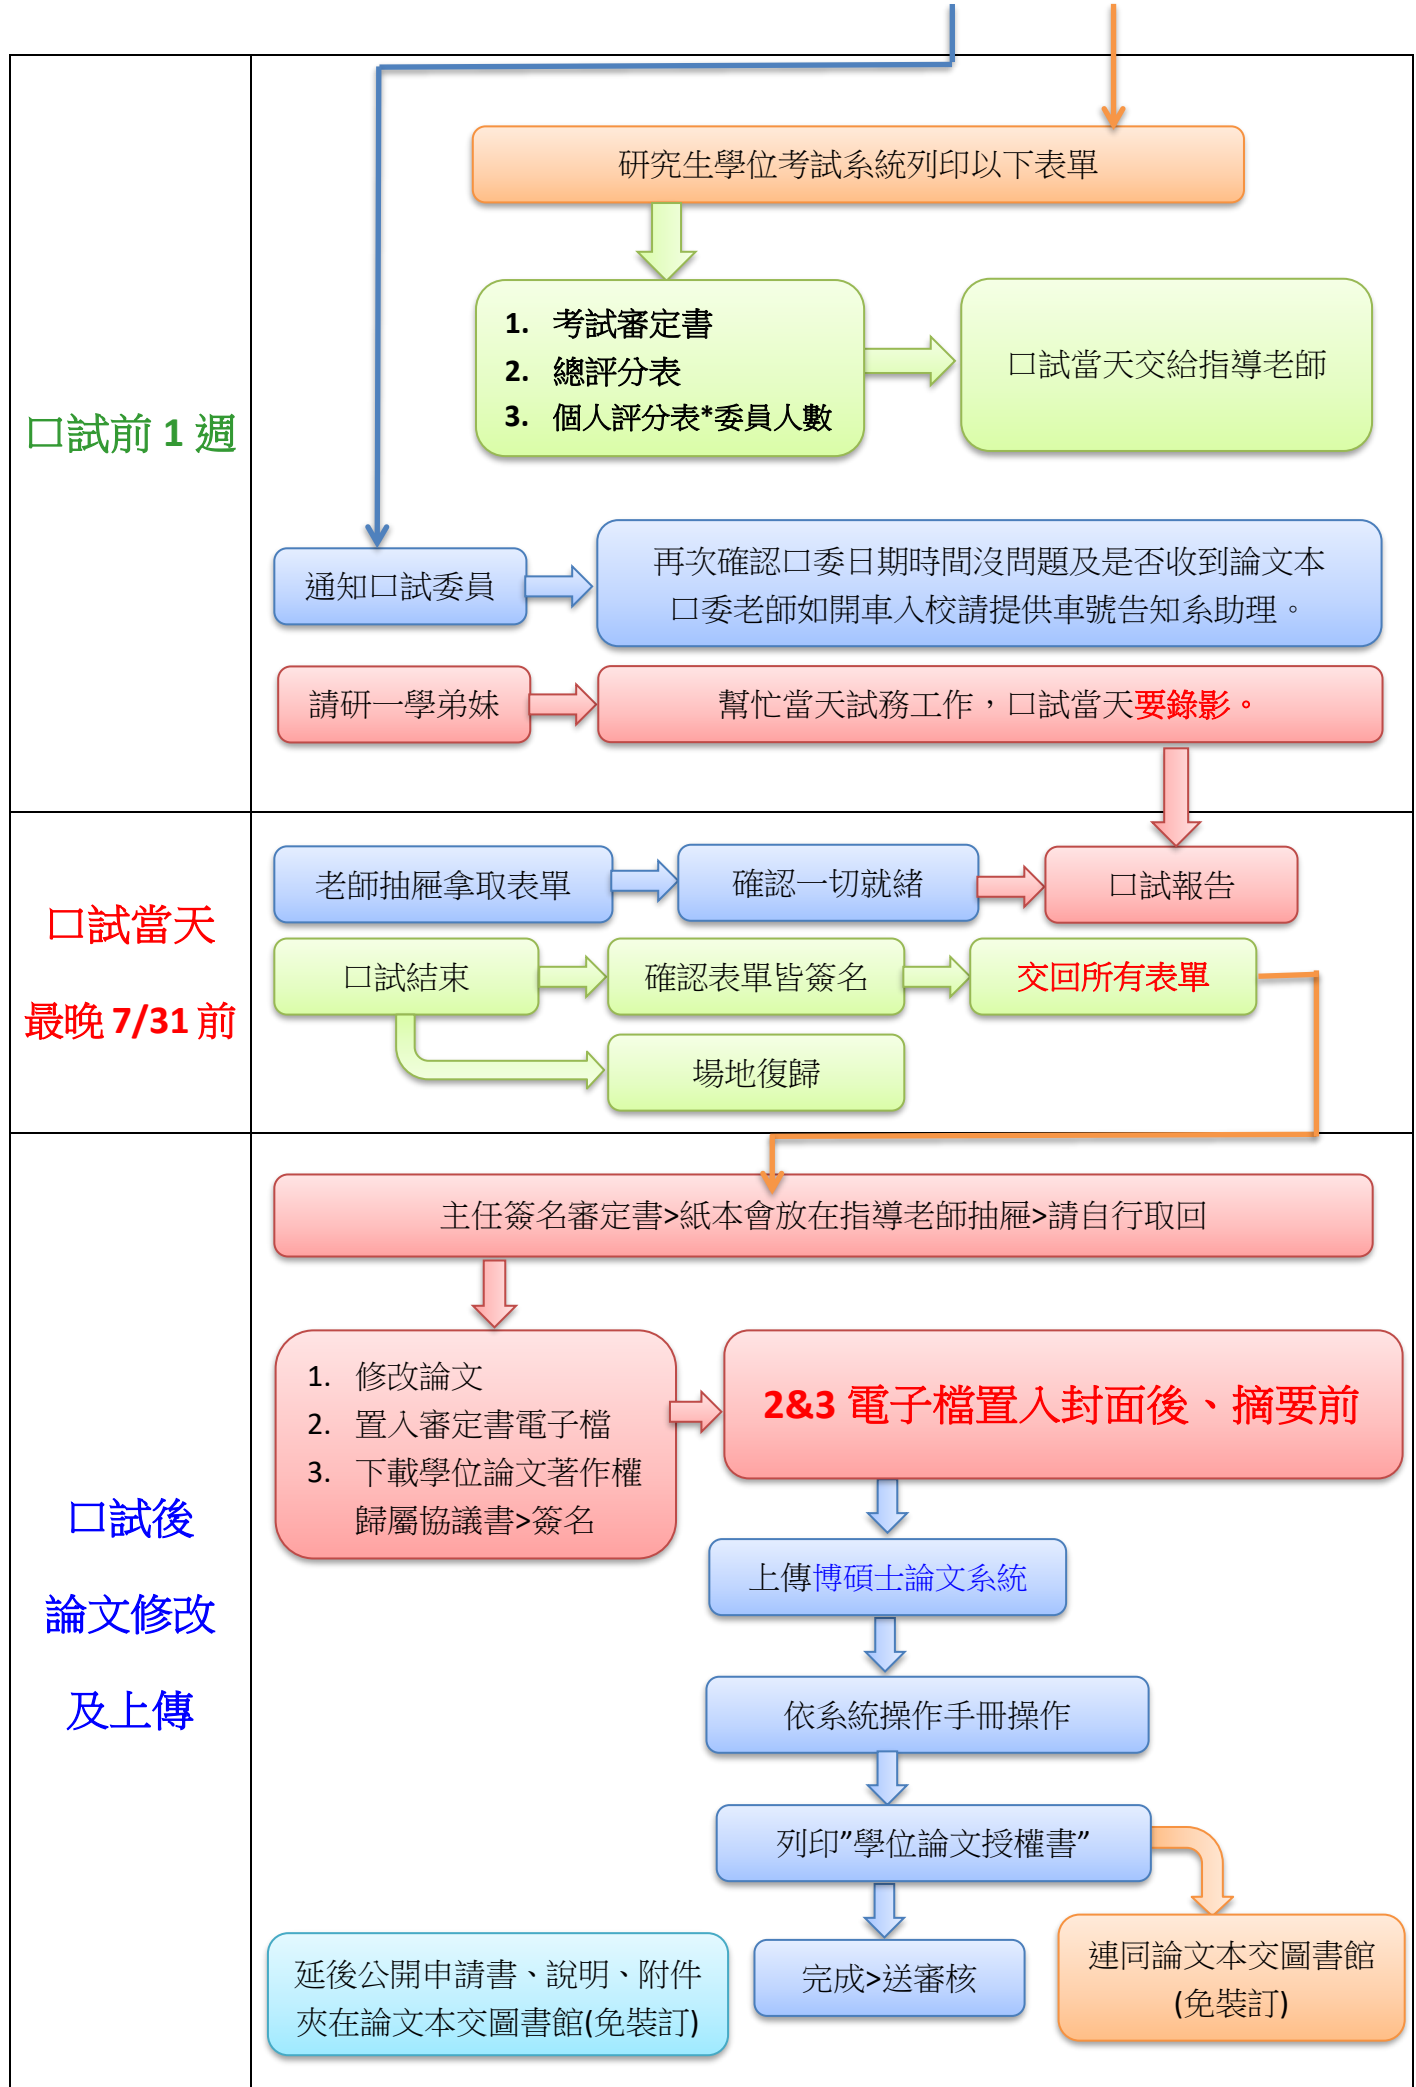 口試前 1 週
研究生學位考試系統列印以下表單
1. 考試審定書
2. 總評分表
3. 個人評分表*委員人數
口試當天交給指導老師
通知口試委員
再次確認口委日期時間沒問題及是否收到論文本
口委老師如開車入校請提供車號告知系助理。
請研一學弟妹
幫忙當天試務工作，口試當天要錄影。
口試當天
最晚 7/31 前
老師抽屜拿取表單
確認一切就緒
口試報告
口試結束
確認表單皆簽名
交回所有表單
場地復歸
口試後
論文修改
及上傳
主任簽名審定書>紙本會放在指導老師抽屜>請自行取回
1. 修改論文
2. 置入審定書電子檔
3. 下載學位論文著作權
歸屬協議書>簽名
2&3 電子檔置入封面後、摘要前
上傳博碩士論文系統
依系統操作手冊操作
列印”學位論文授權書”
完成>送審核
連同論文本交圖書館
(免裝訂)
延後公開申請書、說明、附件
夾在論文本交圖書館(免裝訂)